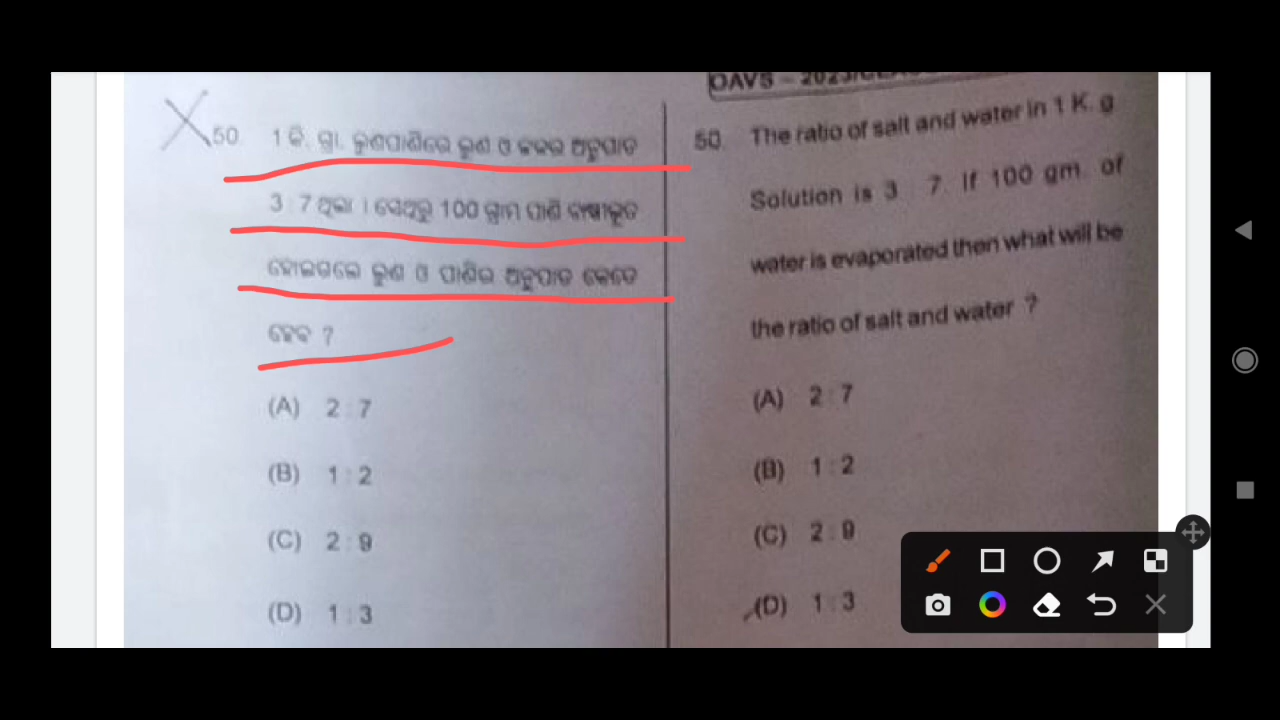 50. 1 କି. ଗ୍ରା. ଲୁଣପାଣିରେ ଲୁଣ ଓ ଜଳର ଅନୁପାତ
3 : 7 ଥିଲା । ସେଥିରୁ 100 ଗ୍ରାମ ପାଣି ବାଷ୍ପୀଭୂତ
ହୋଇଗଲେ ଲୁଣ ଓ ପାଣିର ଅନୁପାତ କେତେ
ହେବ ?
(A) 2 : 7
(B) 1 : 2
(C) 2 : 9
(D) 1 : 3
OAVS – 2023/
50. The ratio of salt and water in 1 K. g
Solution is 3 : 7. If 100 gm. of
water is evaporated then what will be
the ratio of salt and water ?
(A) 2 : 7
(B) 1 : 2
(C) 2 : 9
(D) 1 : 3